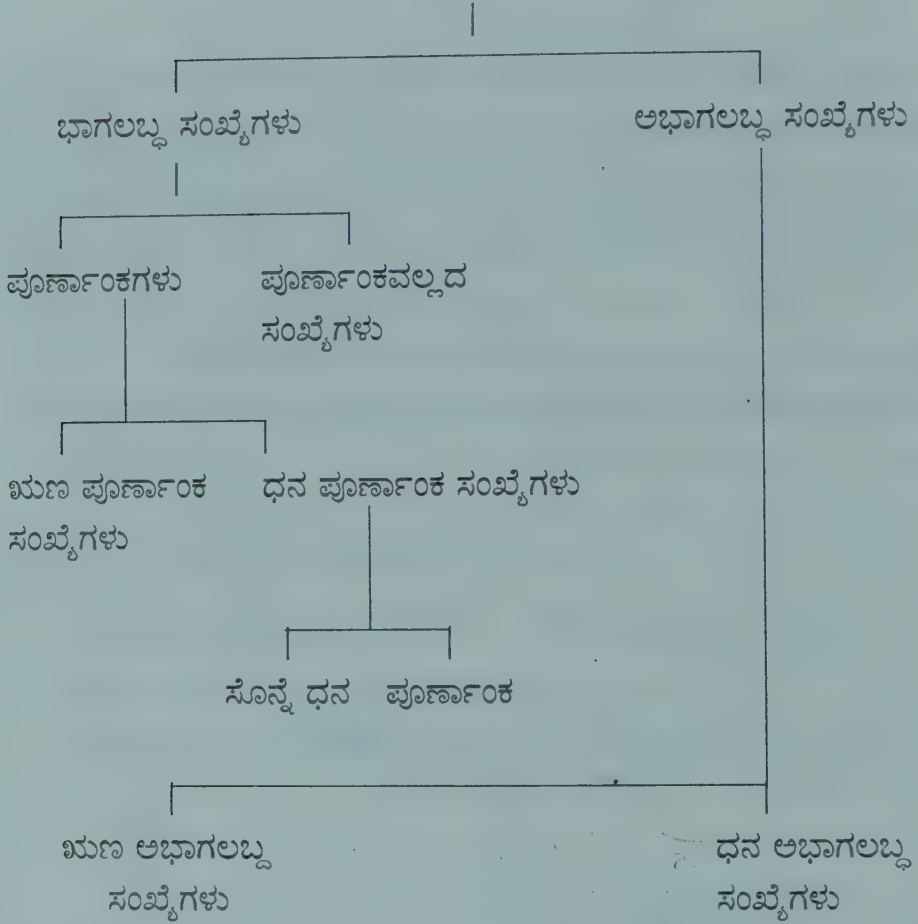 ಭಾಗಲಬ್ಧ ಸಂಖ್ಯೆಗಳು ಅಭಾಗಲಬ್ಧ ಸಂಖ್ಯೆಗಳು
ಪೂರ್ಣಾಂಕಗಳು ಪೂರ್ಣಾಂಕವಲ್ಲದ
ಸಂಖ್ಯೆಗಳು
ಋಣ ಪೂರ್ಣಾಂಕ ಧನ ಪೂರ್ಣಾಂಕ ಸಂಖ್ಯೆಗಳು
ಸಂಖ್ಯೆಗಳು
ಸೊನ್ನೆ ಧನ ಪೂರ್ಣಾಂಕ
ಋಣ ಅಭಾಗಲಬ್ದ ಧನ ಅಭಾಗಲಬ್ಧ
ಸಂಖ್ಯೆಗಳು ಸಂಖ್ಯೆಗಳು